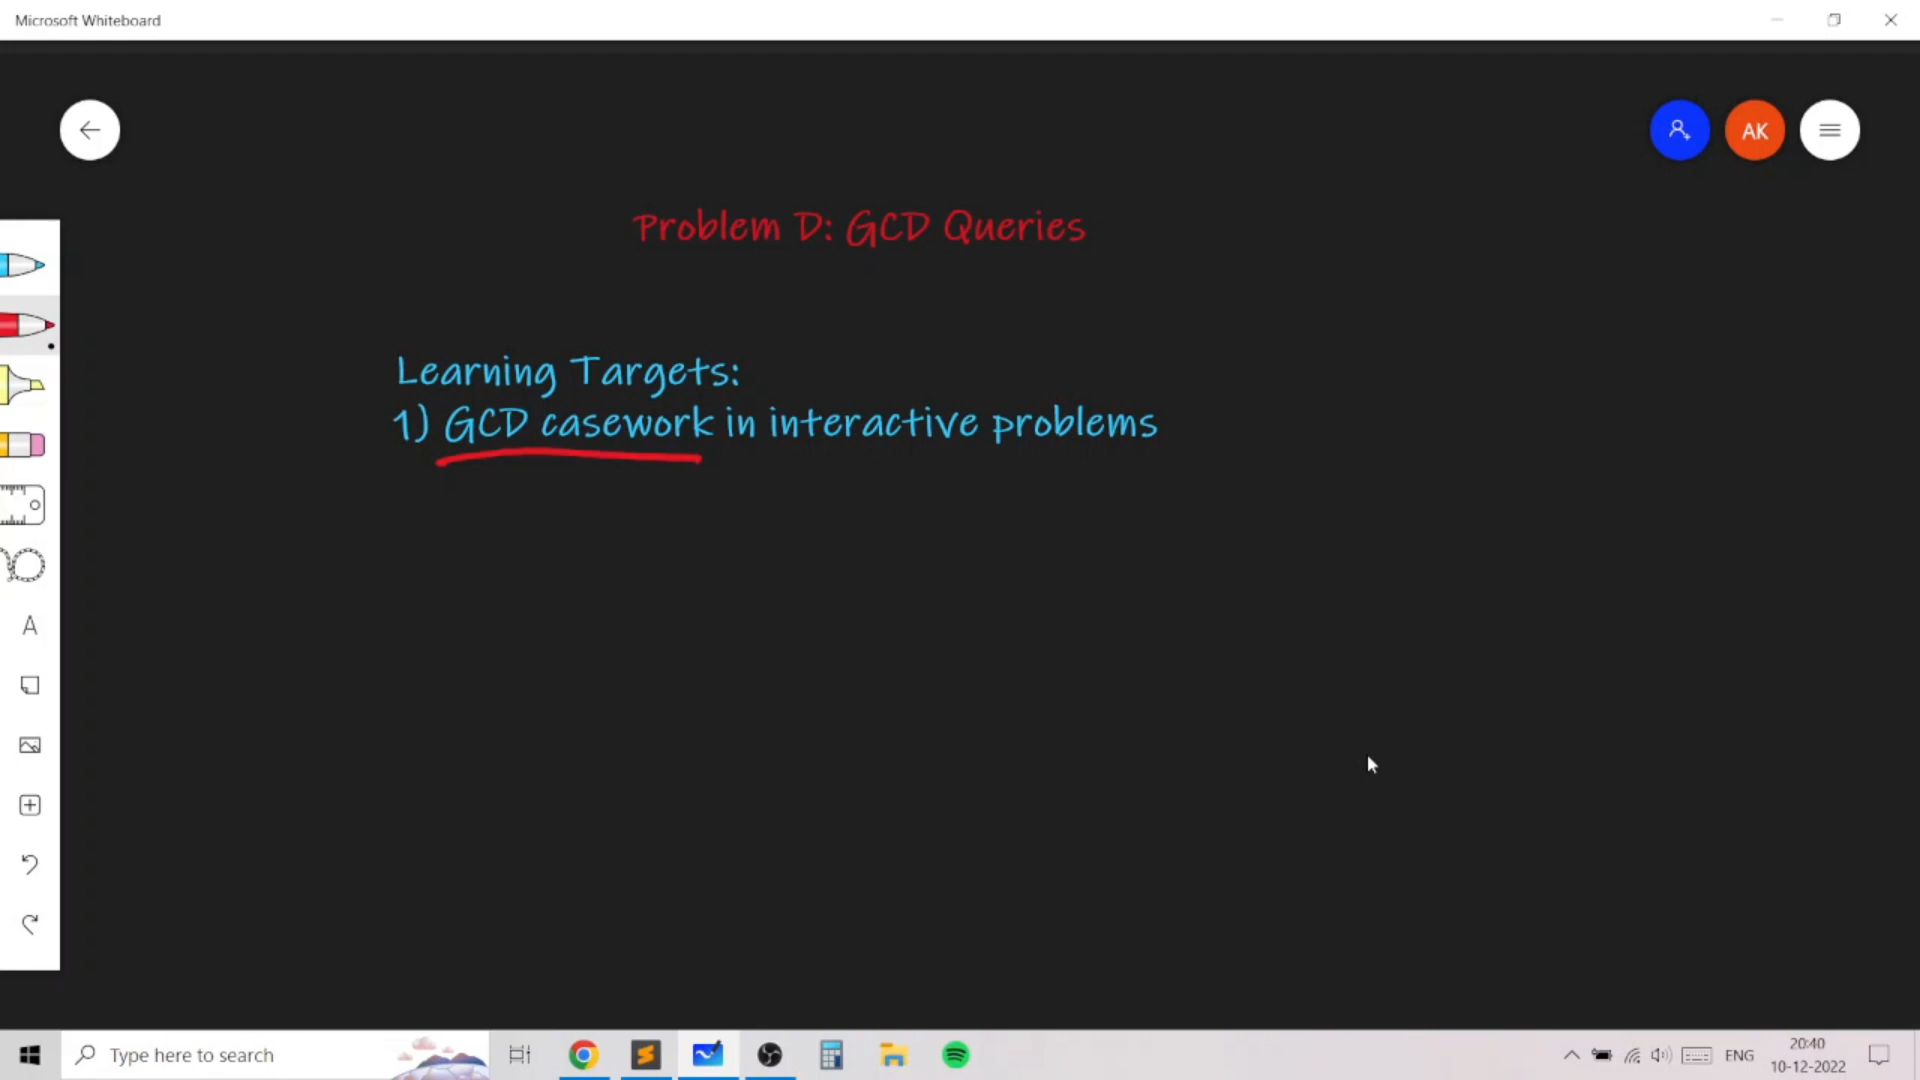 Microsoft Whiteboard
AK
Problem D: GCD Queries
Learning Targets:
1) GCD casework in interactive problems
A
Type here to search
ENG
20:40
10-12-2022